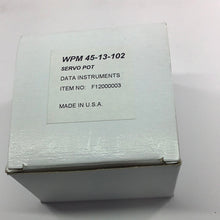 WPM 45-13-102
SERVO POT
DATA INSTRUMENTS
ITEM NO: F12000003
MADE IN U.S.A.